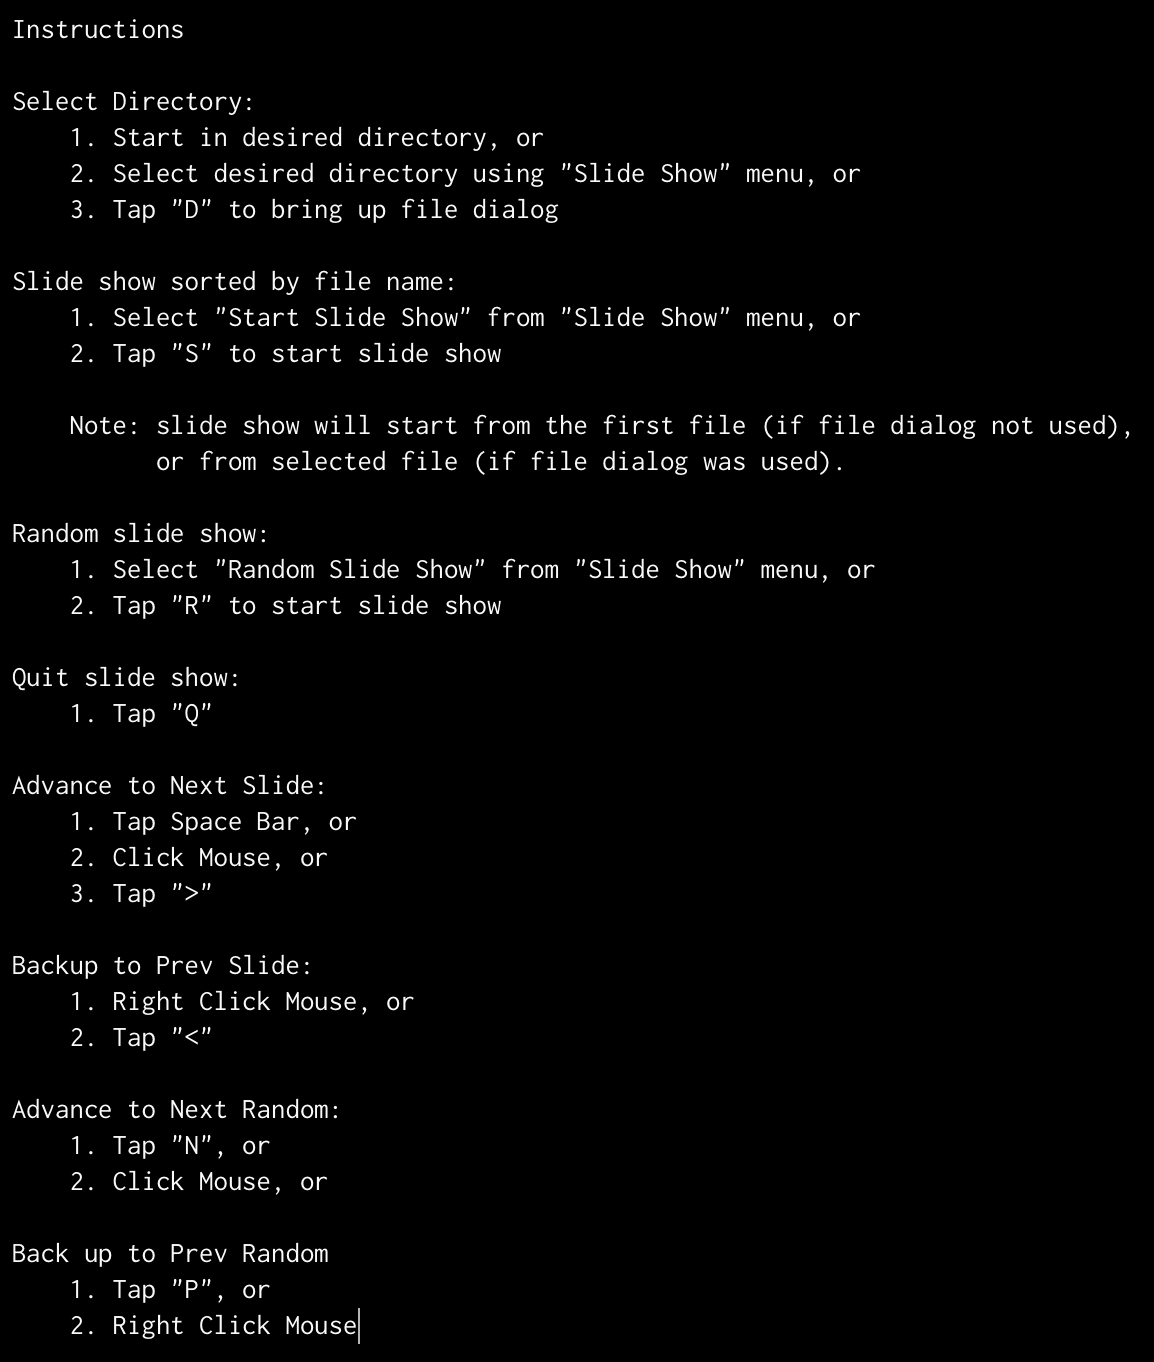 Instructions

Select Directory:
    1. Start in desired directory, or
    2. Select desired directory using "Slide Show" menu, or
    3. Tap "D" to bring up file dialog

Slide show sorted by file name:
    1. Select "Start Slide Show" from "Slide Show" menu, or
    2. Tap "S" to start slide show

    Note: slide show will start from the first file (if file dialog not used),
          or from selected file (if file dialog was used).

Random slide show:
    1. Select "Random Slide Show" from "Slide Show" menu, or
    2. Tap "R" to start slide show

Quit slide show:
    1. Tap "Q"

Advance to Next Slide:
    1. Tap Space Bar, or
    2. Click Mouse, or
    3. Tap ">"

Backup to Prev Slide:
    1. Right Click Mouse, or
    2. Tap "<"

Advance to Next Random:
    1. Tap "N", or
    2. Click Mouse, or

Back up to Prev Random
    1. Tap "P", or
    2. Right Click Mouse